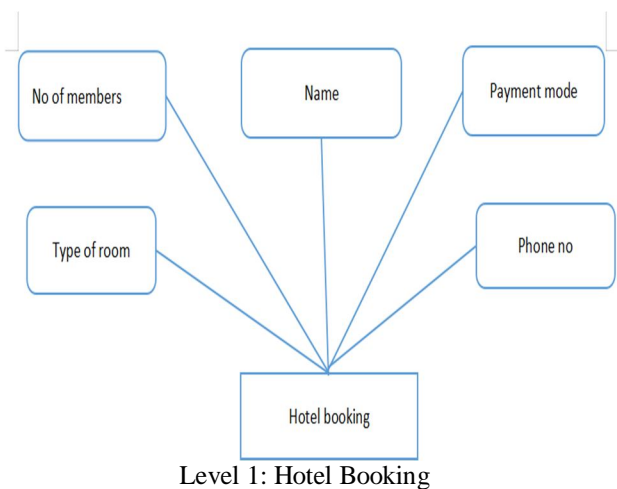 No of members
Name
Payment mode
Type of room
Phone no
Hotel booking
Level 1: Hotel Booking